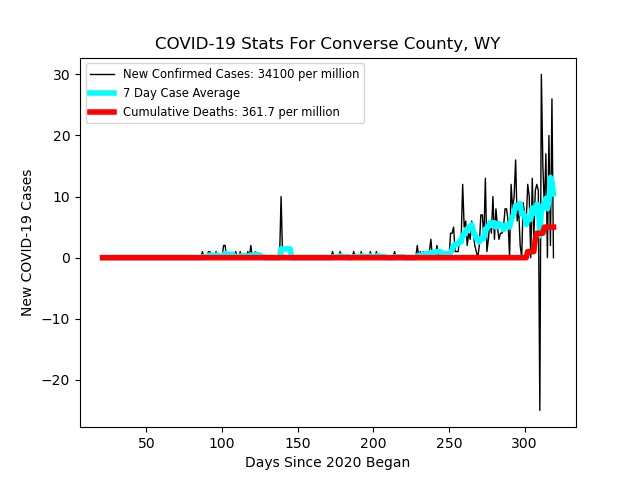 COVID-19 Stats For Converse County, WY
New Confirmed Cases: 34100 per million
7 Day Case Average
Cumulative Deaths: 361.7 per million
New COVID-19 Cases
30
20
10
0
−10
−20
50 100 150 200 250 300
Days Since 2020 Began